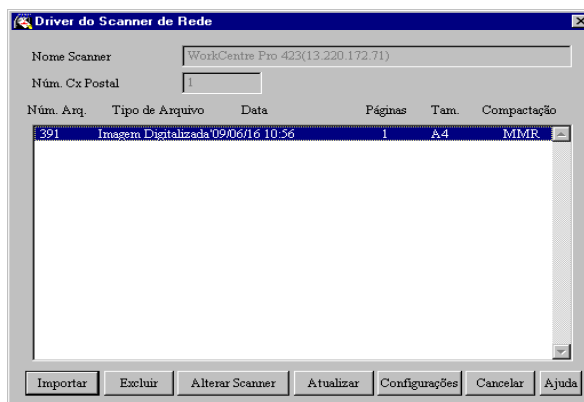 Driver do Scanner de Rede
Nome Scanner WorkCentre Pro 423(13.220.172.71)
Núm. Cx Postal 1
Núm. Arq. Tipo de Arquivo Data Páginas Tam. Compactação
391 Imagem Digitalizada'09/06/16 10:56 1 A4 MMR
Importar Excluir Alterar Scanner Atualizar Configurações Cancelar Ajuda